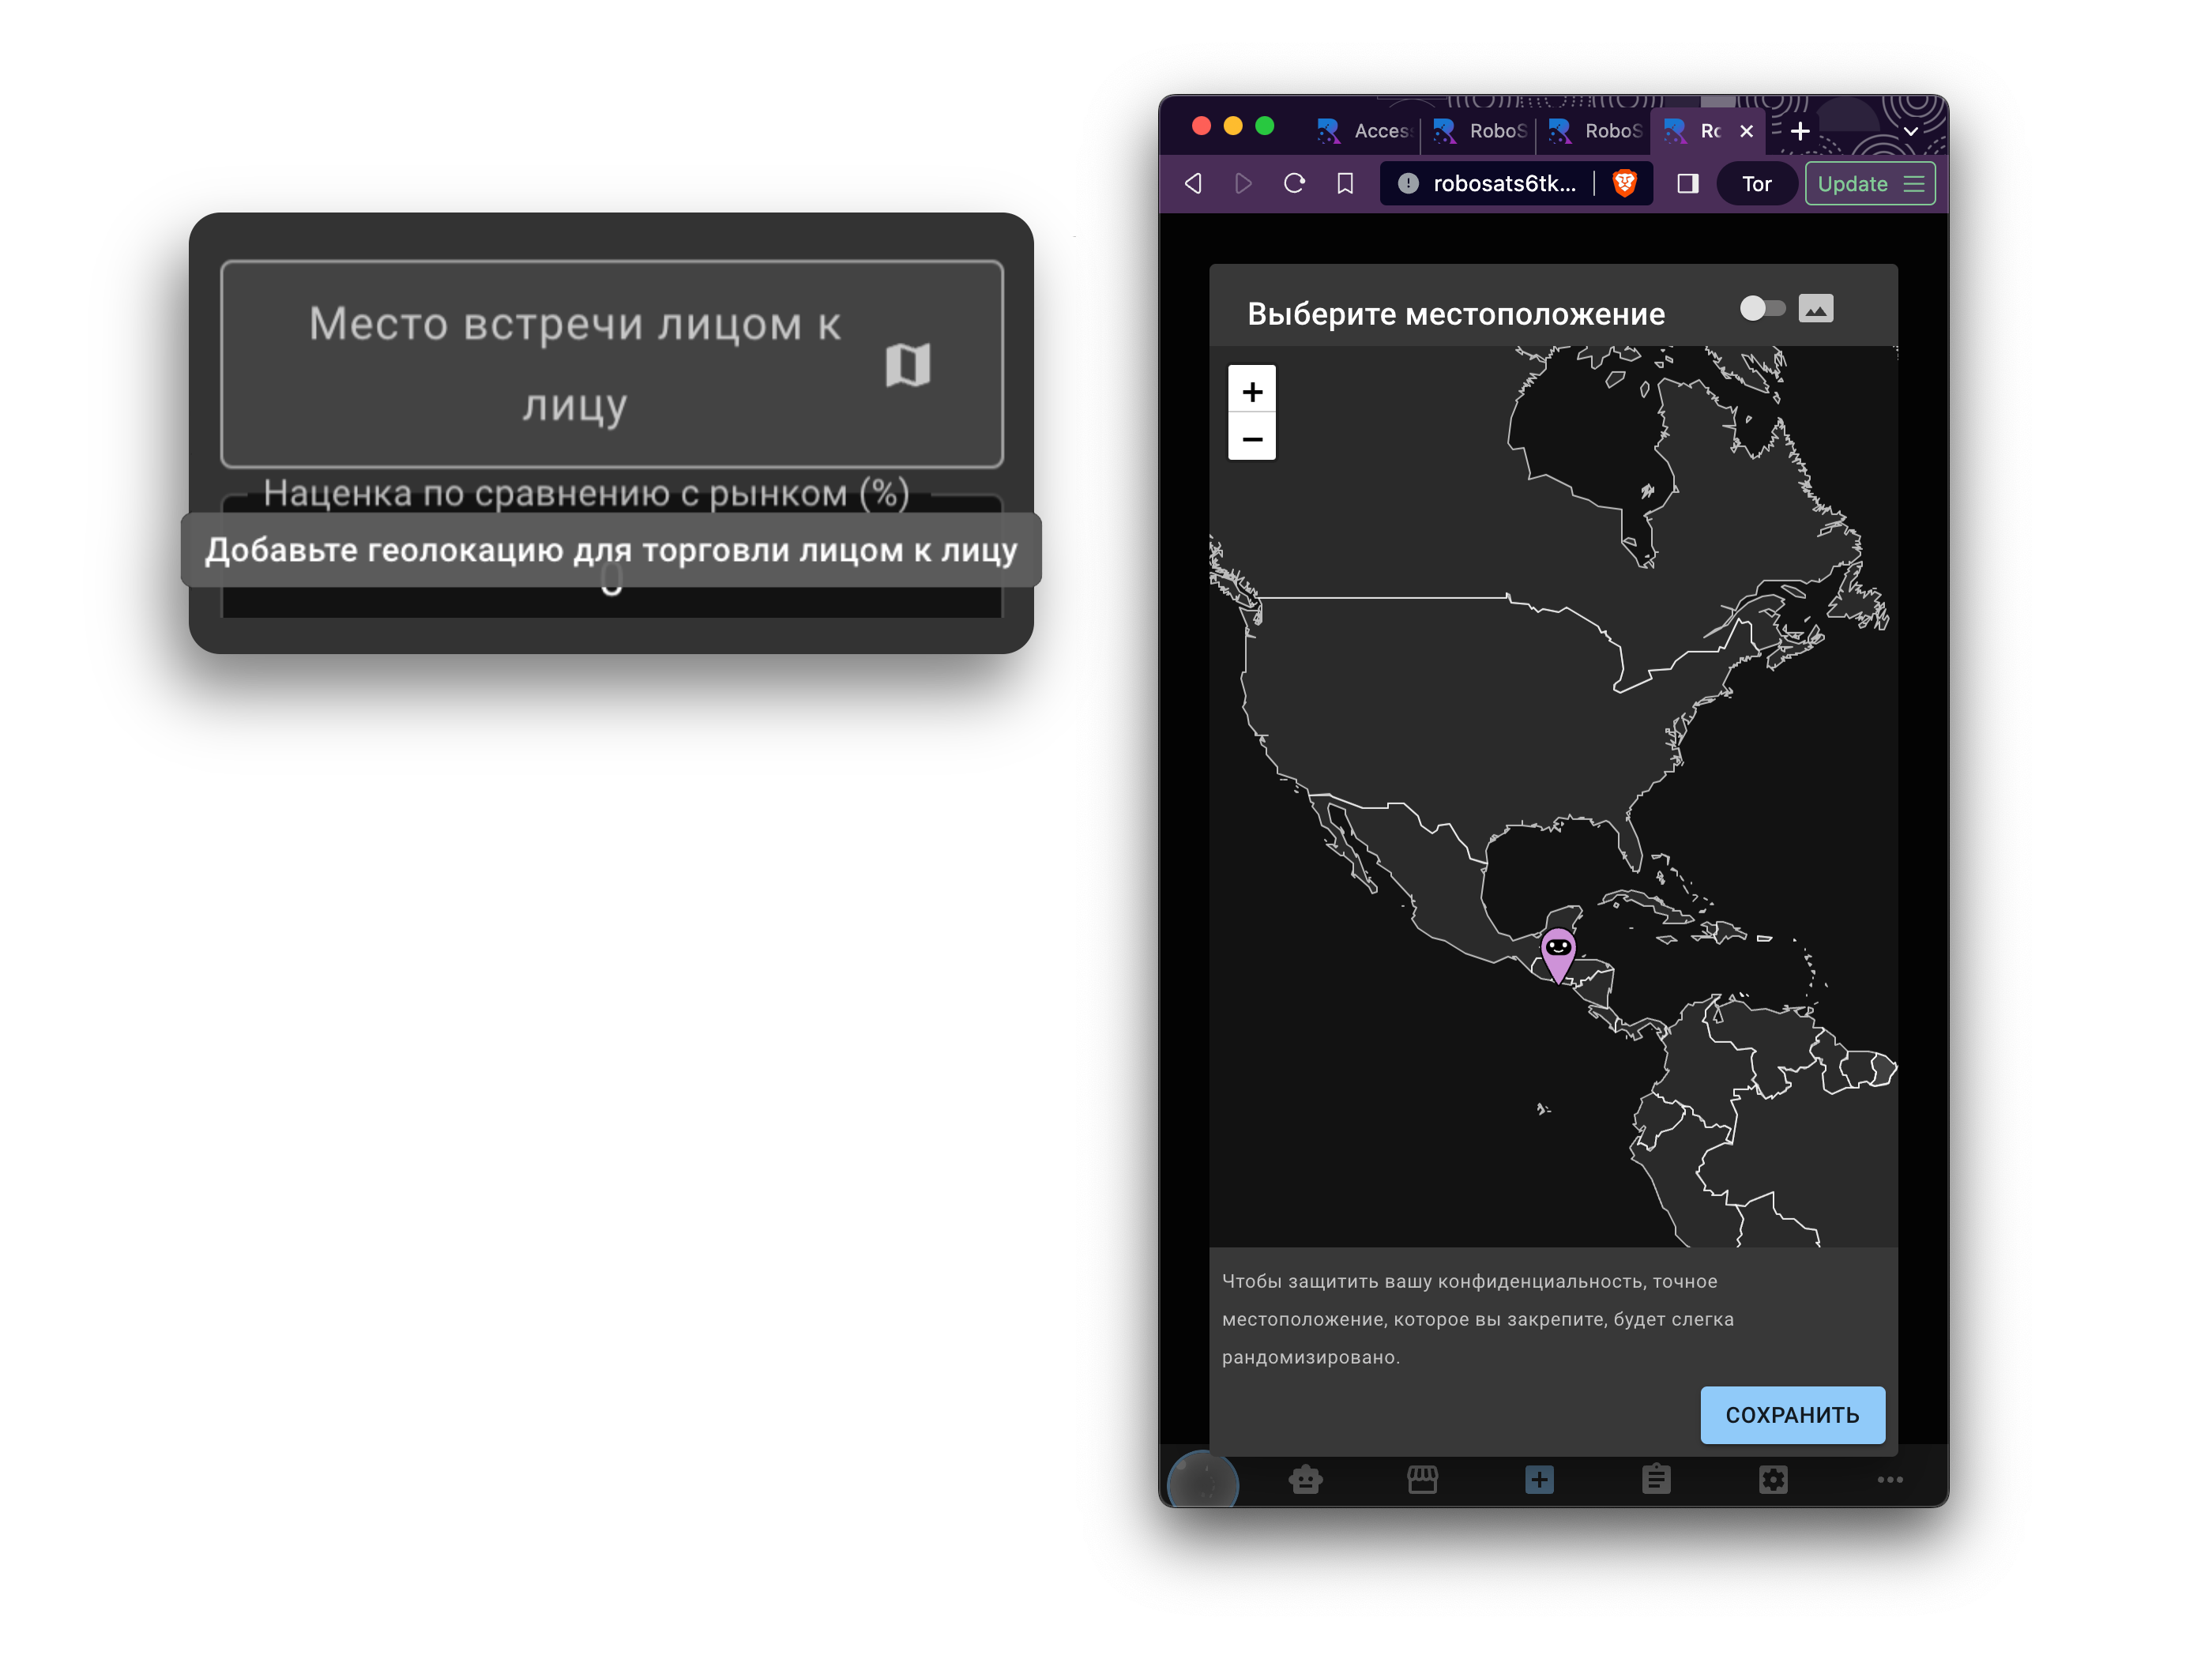 Место встречи лицом к
лицу
Наценка по сравнению с рынком (%)
Добавьте геолокацию для торговли лицом к лицу
0
Acces
RoboS
RoboS
Ro
robosats6tk...
Tor
Update
Выберите местоположение
+
−
Чтобы защитить вашу конфиденциальность, точное
местоположение, которое вы закрепите, будет слегка
рандомизировано.
СОХРАНИТЬ